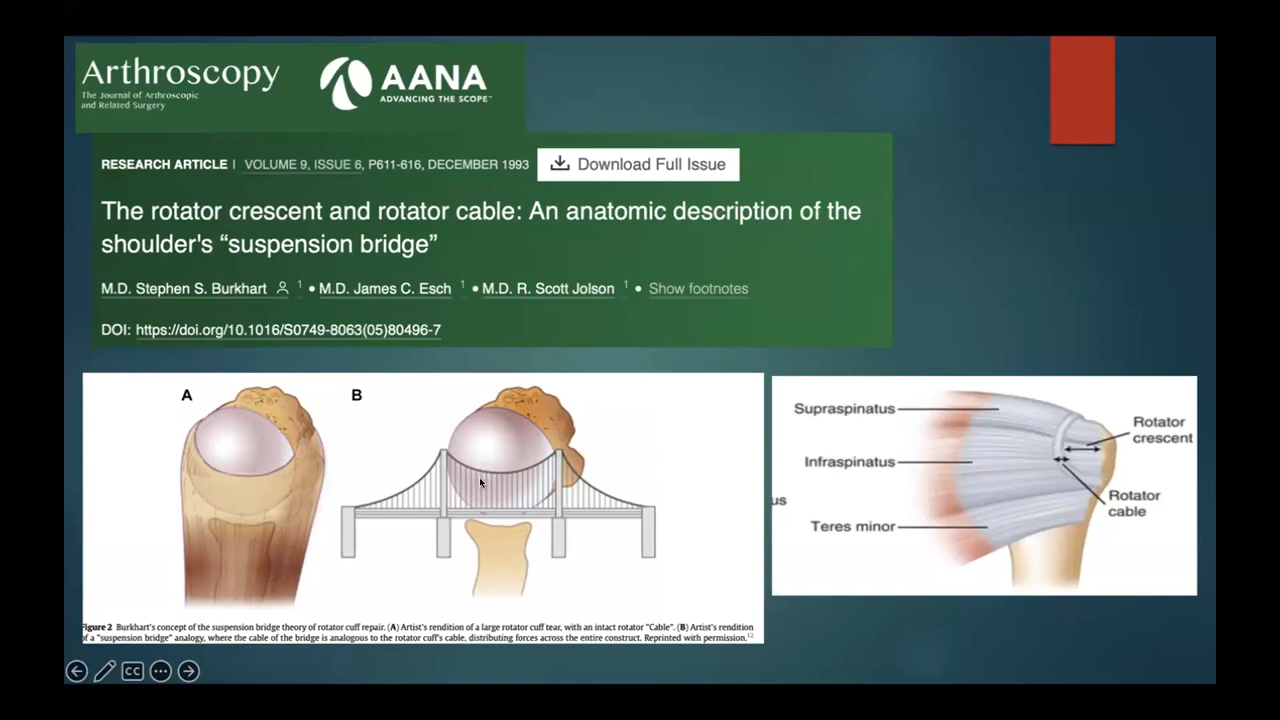 Arthroscopy
The Journal of Arthroscopic
and Related Surgery
AANA
ADVANCING THE SCOPE™
RESEARCH ARTICLE | VOLUME 9, ISSUE 6, P611-616, DECEMBER 1993
Download Full Issue
The rotator crescent and rotator cable: An anatomic description of the
shoulder's “suspension bridge”
M.D. Stephen S. Burkhart 1 • M.D. James C. Esch 1 • M.D. R. Scott Jolson 1 • Show footnotes
DOI: https://doi.org/10.1016/S0749-8063(05)80496-7
A
B
Figure 2 Burkhart's concept of the suspension bridge theory of rotator cuff repair. (A) Artist's rendition of a large rotator cuff tear, with an intact rotator "Cable". (B) Artist's rendition
of a "suspension bridge" analogy, where the cable of the bridge is analogous to the rotator cuff's cable, distributing forces across the entire construct. Reprinted with permission.12
Supraspinatus
Rotator
crescent
Infraspinatus
us
Rotator
cable
Teres minor
CC